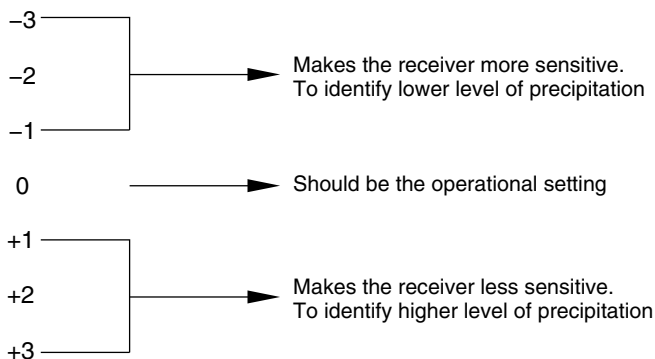 −3
−2
−1
Makes the receiver more sensitive.
To identify lower level of precipitation
0
Should be the operational setting
+1
+2
+3
Makes the receiver less sensitive.
To identify higher level of precipitation